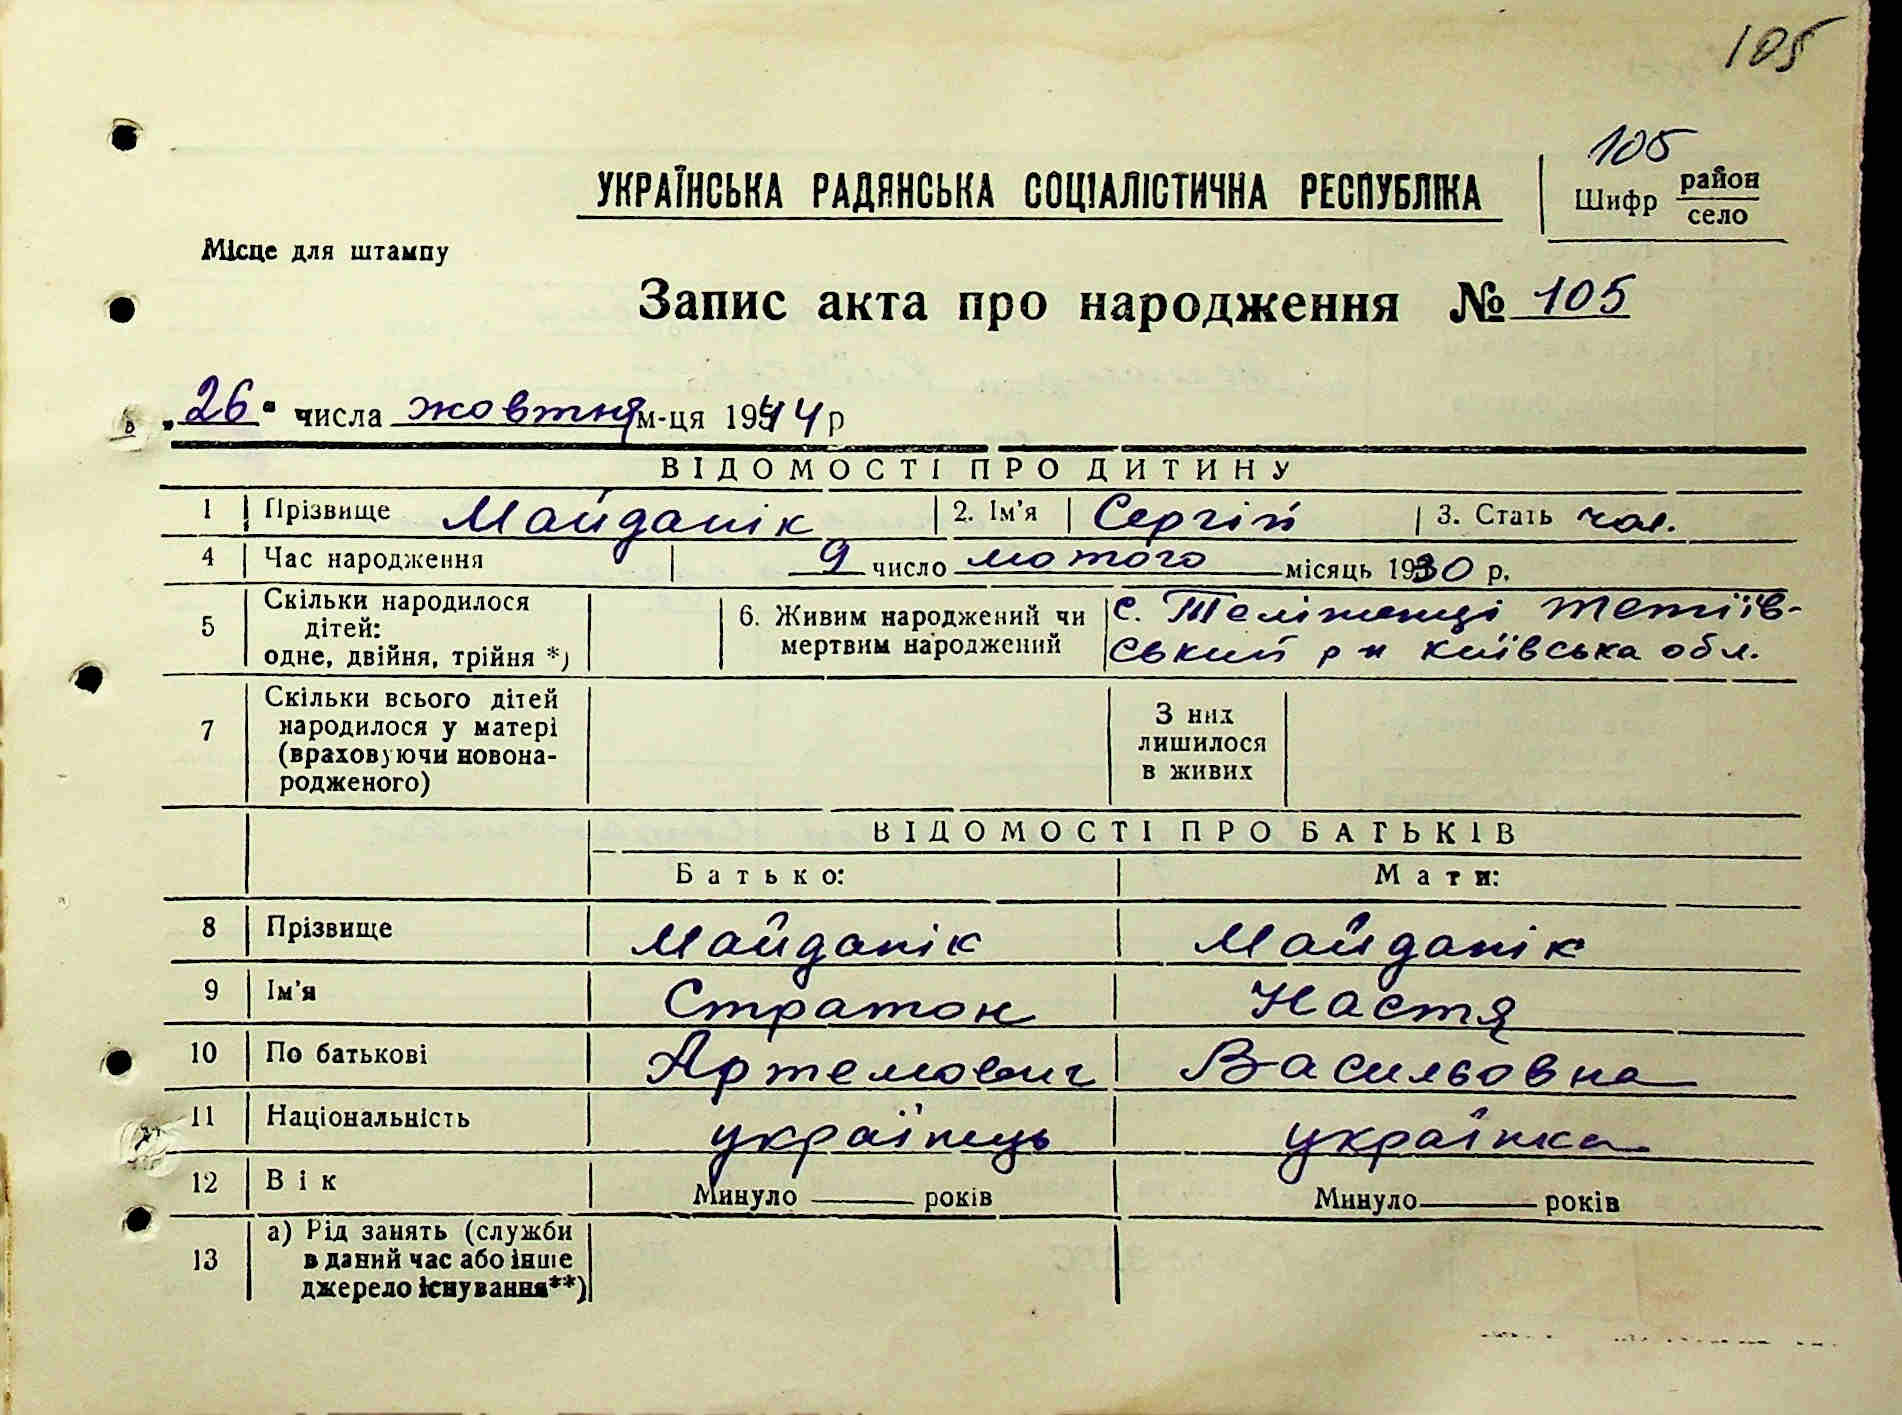 105
105
УКРАЇНСЬКА РАДЯНСЬКА СОЦІАЛІСТИЧНА РЕСПУБЛІКА
Шифр район
село
Місце для штампу
Запис акта про народження № 105
„26“ числа жовтня м-ця 1944 р
ВІДОМОСТІ ПРО ДИТИНУ
1 Прізвище Майданік 2. Ім'я Сергій 3. Стать чол.
4 Час народження 9 число лютого місяць 1930 р.
5 Скільки народилося дітей: одне, двійня, трійня *) 6. Живим народжений чи мертвим народжений с. Теліженці Тетіїв-
ський р-н Київська обл.
7 Скільки всього дітей народилося у матері (враховуючи новона-родженого) З них лишилося в живих
ВІДОМОСТІ ПРО БАТЬКІВ
Батько: Мати:
8 Прізвище Майданік Майданік
9 Ім'я Стратон Настя
10 По батькові Артемович Васильовна
11 Національність українець українка
12 Вік Минуло років Минуло років
13 а) Рід занять (служби
в даний час або інше
джерело існування**)